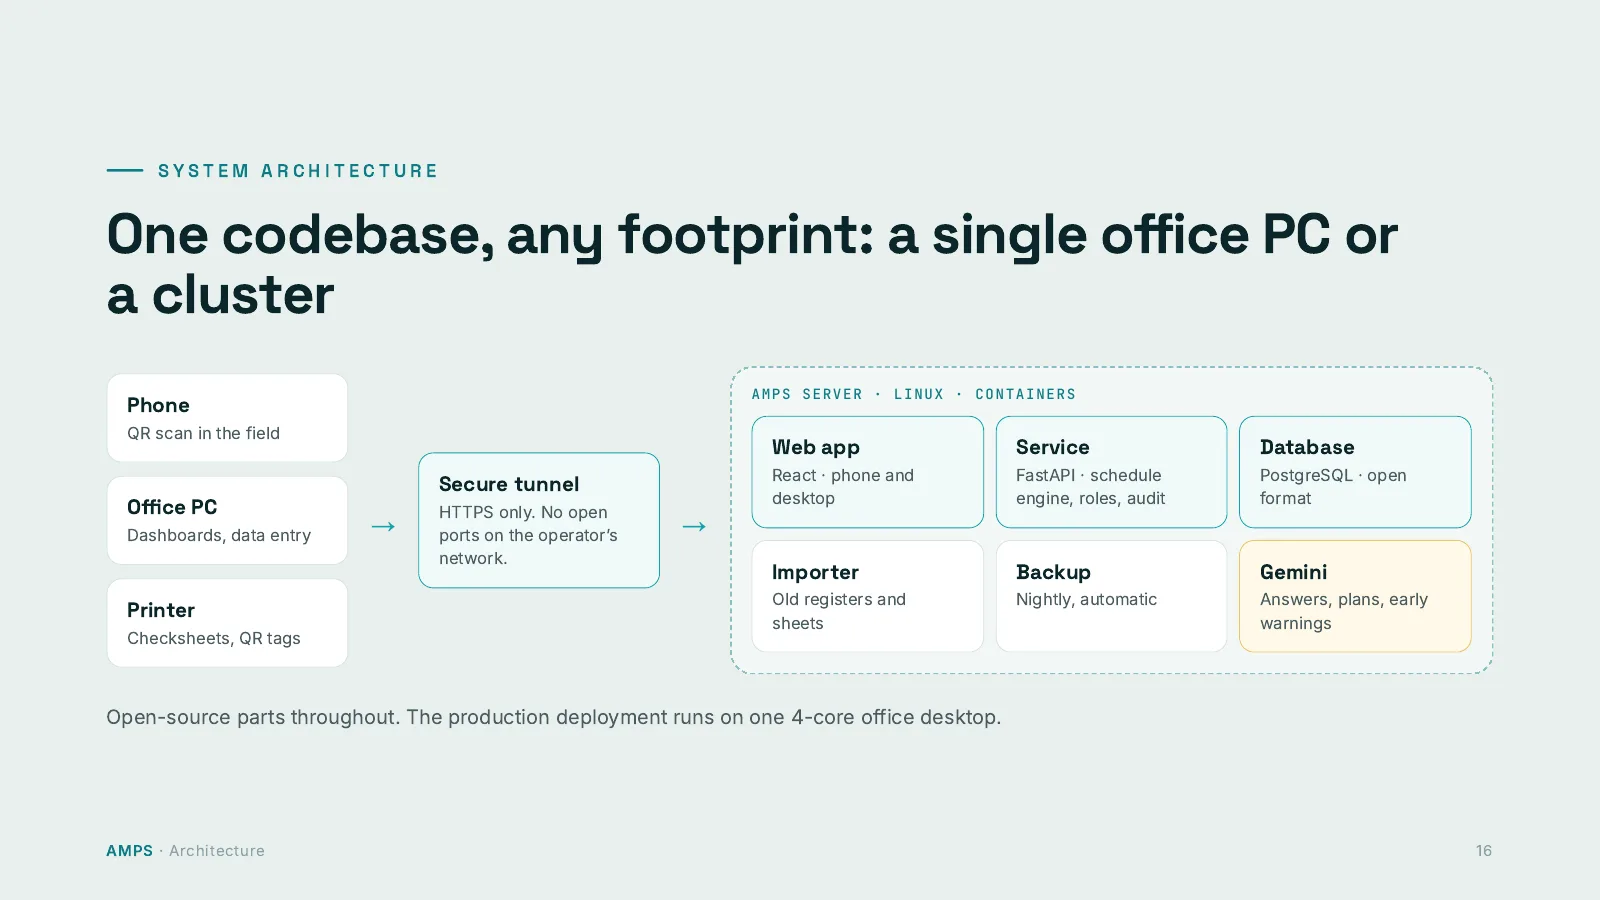 SYSTEM ARCHITECTURE
One codebase, any footprint: a single office PC or
a cluster
Phone
QR scan in the field
Office PC
Dashboards, data entry
Printer
Checksheets, QR tags
→
Secure tunnel
HTTPS only. No open
ports on the operator’s
network.
→
AMPS SERVER · LINUX · CONTAINERS
Web app
React · phone and
desktop
Service
FastAPI · schedule
engine, roles, audit
Database
PostgreSQL · open
format
Importer
Old registers and
sheets
Backup
Nightly, automatic
Gemini
Answers, plans, early
warnings
Open-source parts throughout. The production deployment runs on one 4-core office desktop.
AMPS · Architecture
16